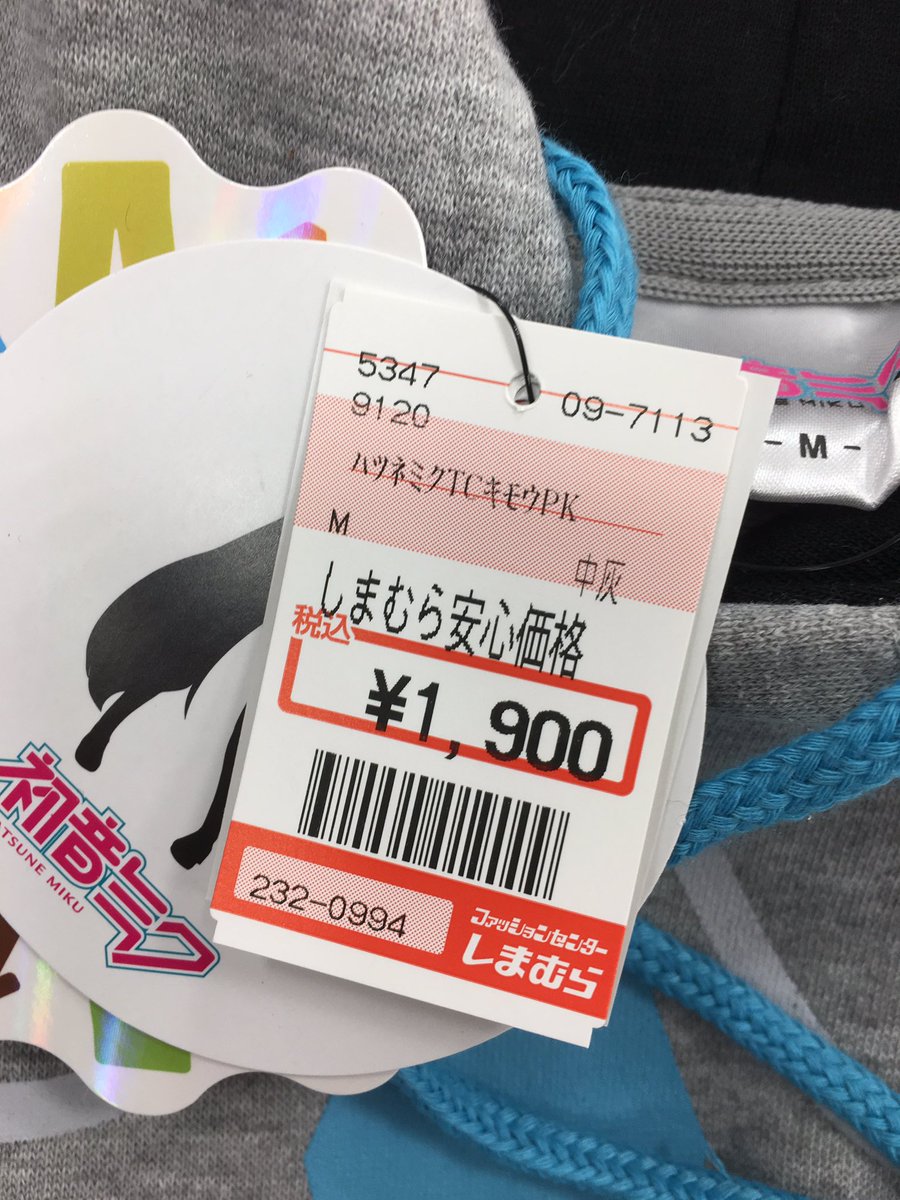 5347
9120
09-7113
ハツネミクTCキモウPK
M
中灰
しまむら安心価格
税込
¥1,900
232-0994
ファッションセンター
しまむら
初音ミク
HATSUNE MIKU
MIKU
- M -